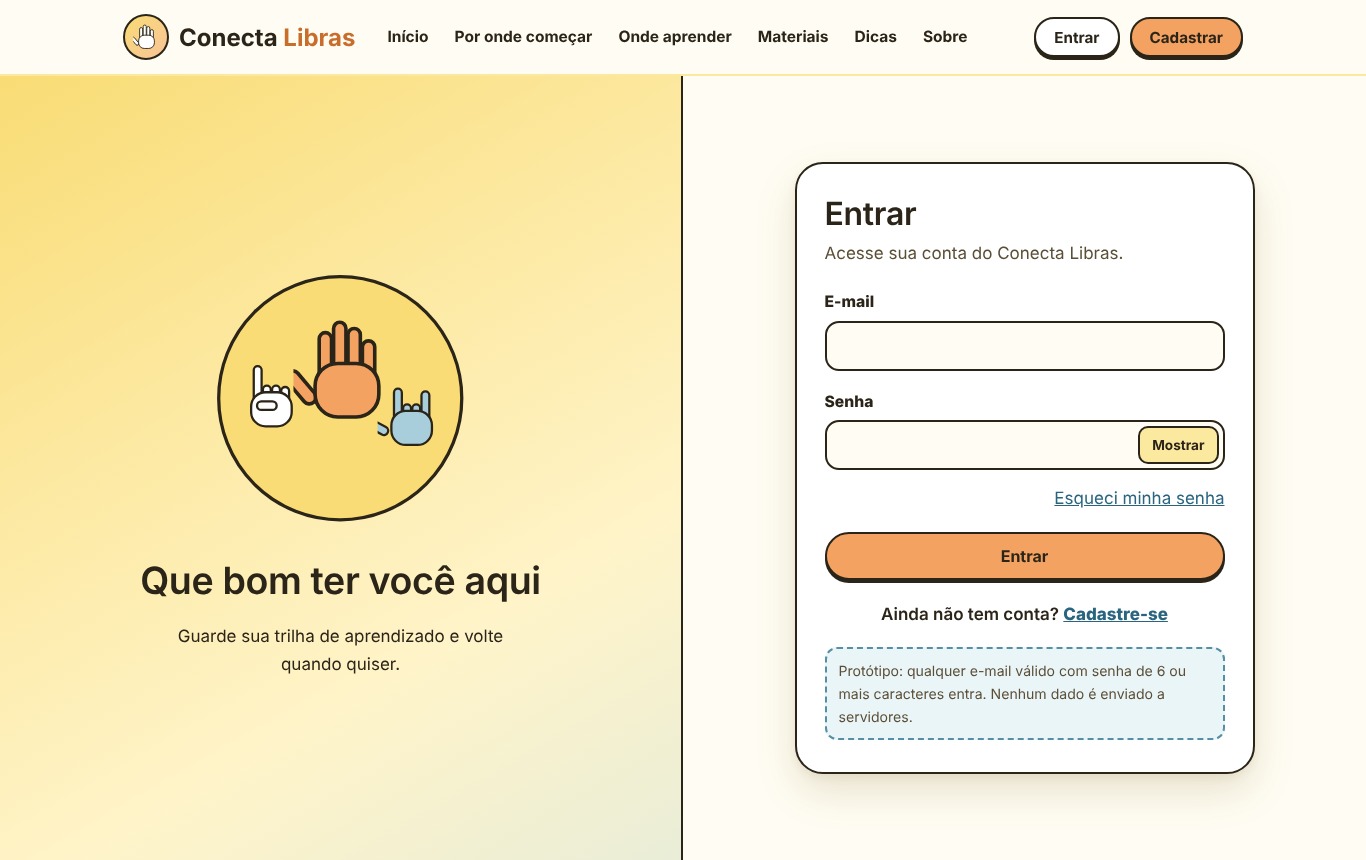 Conecta Libras
Início
Por onde começar
Onde aprender
Materiais
Dicas
Sobre
Entrar
Cadastrar
Que bom ter você aqui
Guarde sua trilha de aprendizado e volte
quando quiser.
Entrar
Acesse sua conta do Conecta Libras.
E-mail
Senha
Mostrar
Esqueci minha senha
Entrar
Ainda não tem conta? Cadastre-se
Protótipo: qualquer e-mail válido com senha de 6 ou
mais caracteres entra. Nenhum dado é enviado a
servidores.